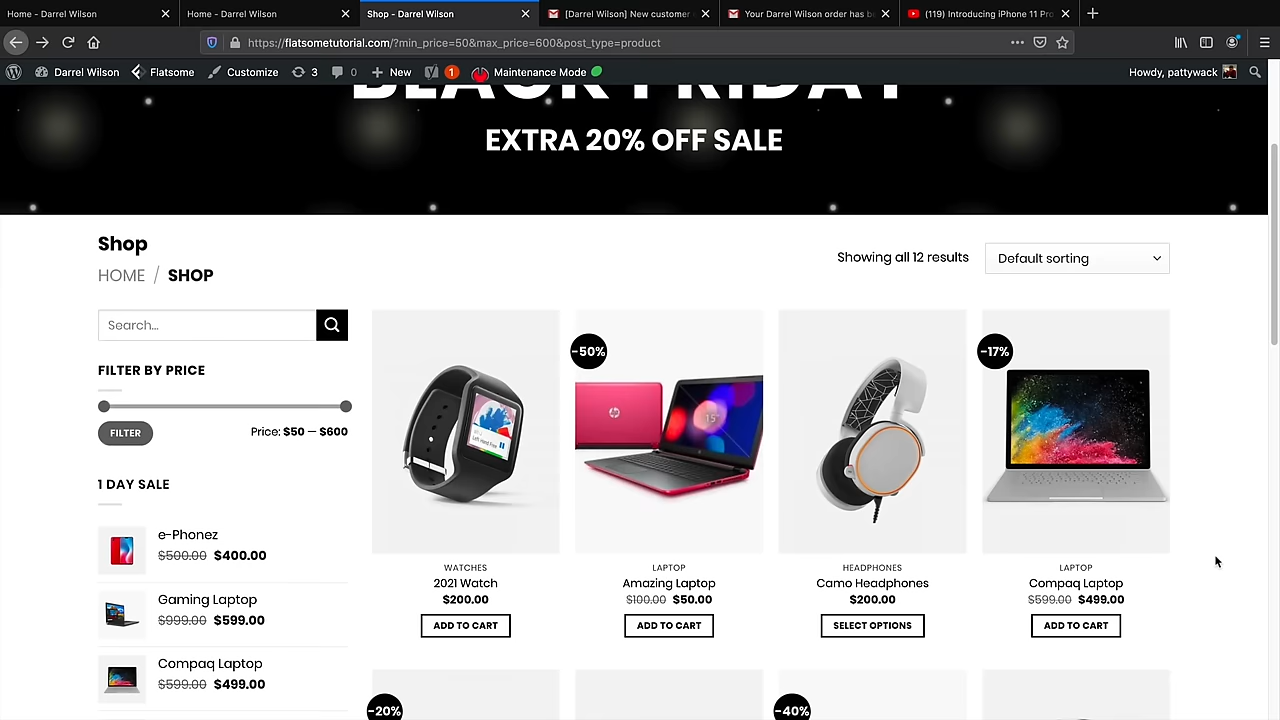 Home - Darrel Wilson
Home - Darrel Wilson
Shop - Darrel Wilson
[Darrel Wilson] New customer
Your Darrel Wilson order has b
(119) Introducing iPhone 11 Pro
https://flatsometutorial.com/?min_price=50&max_price=600&post_type=product
Darrel Wilson
Flatsome
Customize
3
0
New
1
Maintenance Mode
Howdy, pattywack
BLACK FRIDAY
EXTRA 20% OFF SALE
Shop
HOME / SHOP
Showing all 12 results
Default sorting
Search...
FILTER BY PRICE
FILTER
Price: $50 — $600
1 DAY SALE
e-Phonez
$500.00 $400.00
Gaming Laptop
$999.00 $599.00
Compaq Laptop
$599.00 $499.00
WATCHES
2021 Watch
$200.00
ADD TO CART
-50%
LAPTOP
Amazing Laptop
$100.00 $50.00
ADD TO CART
HEADPHONES
Camo Headphones
$200.00
SELECT OPTIONS
-17%
LAPTOP
Compaq Laptop
$599.00 $499.00
ADD TO CART
-20%
-40%